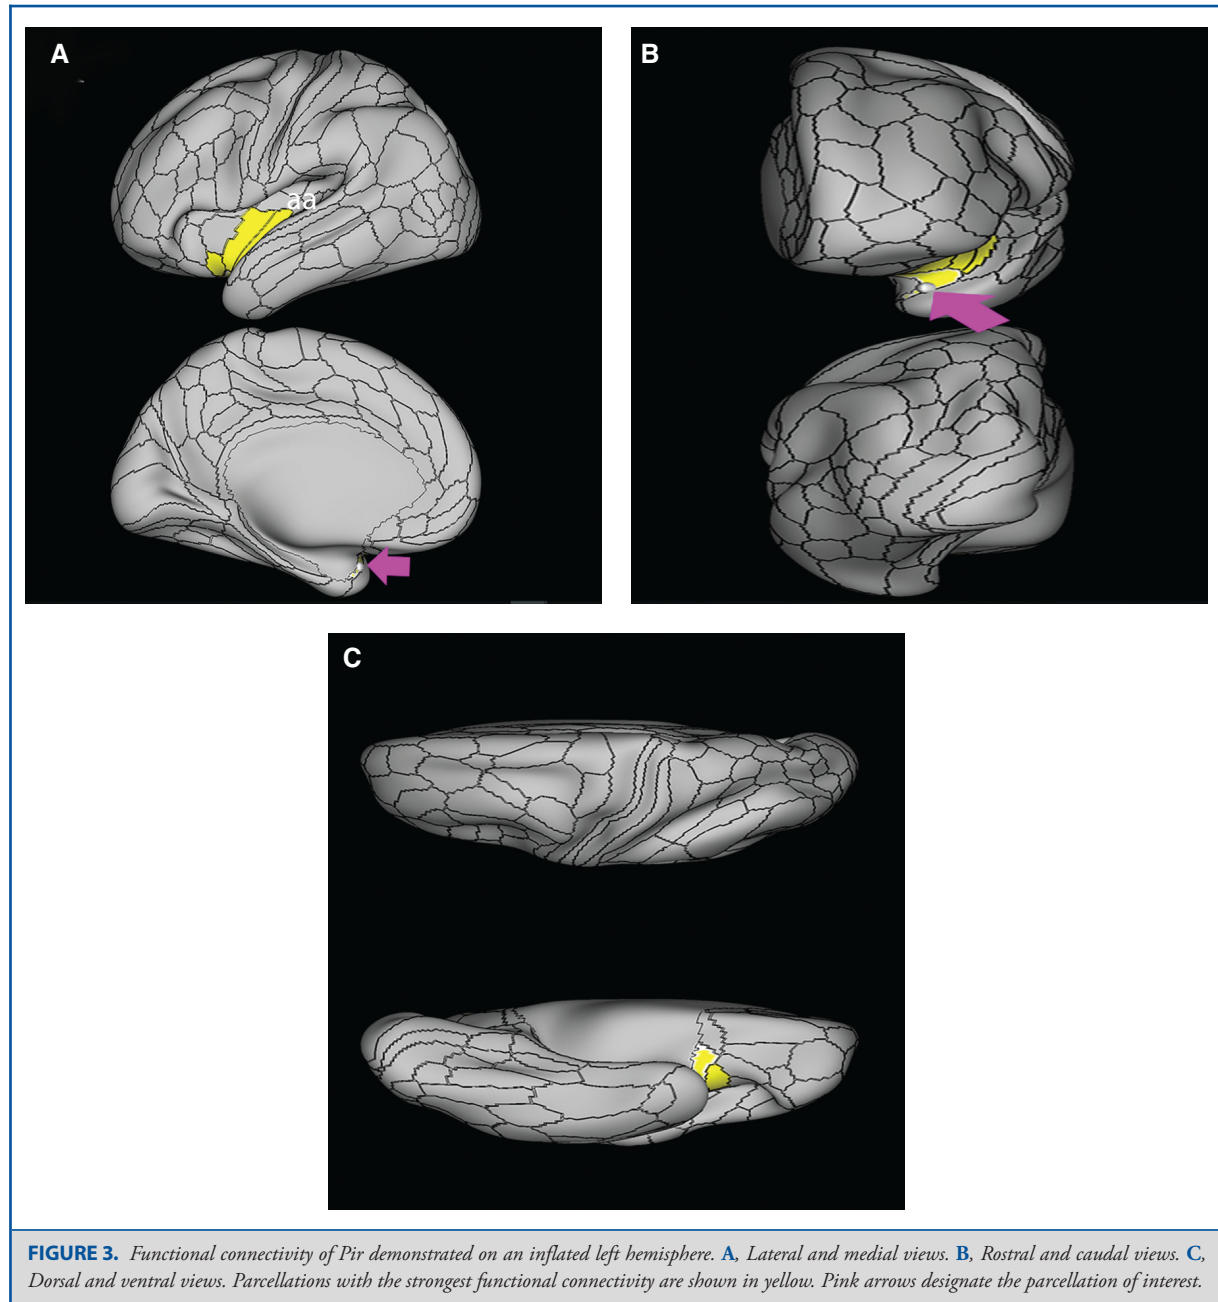 A
B
aa
C
FIGURE 3. Functional connectivity of Pir demonstrated on an inflated left hemisphere. A, Lateral and medial views. B, Rostral and caudal views. C,
Dorsal and ventral views. Parcellations with the strongest functional connectivity are shown in yellow. Pink arrows designate the parcellation of interest.